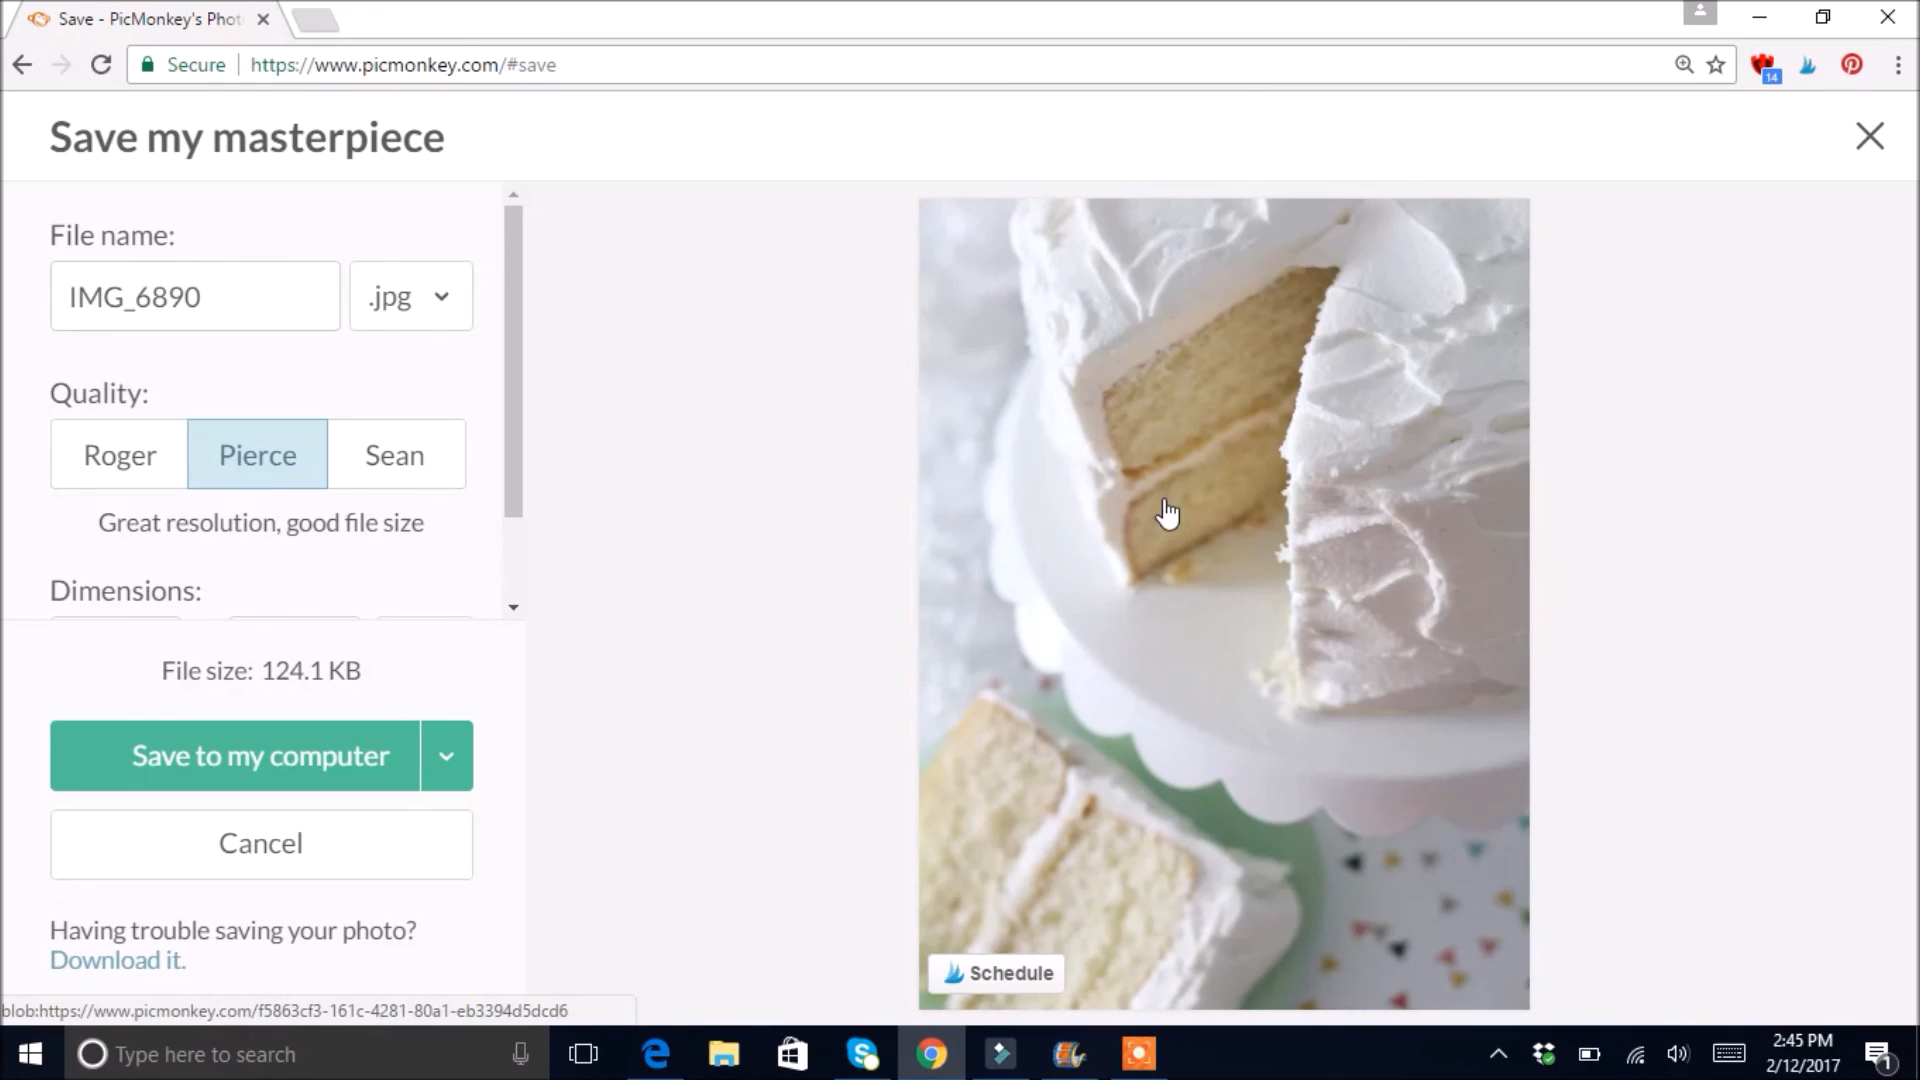 Save - PicMonkey's Phot
Secure
https://www.picmonkey.com/#save
14
Save my masterpiece
File name:
IMG_6890
.jpg
Quality:
Roger
Pierce
Sean
Great resolution, good file size
Dimensions:
File size: 124.1 KB
Save to my computer
Cancel
Having trouble saving your photo?
Download it.
Schedule
blob:https://www.picmonkey.com/f5863cf3-161c-4281-80a1-eb3394d5dcd6
Type here to search
2:45 PM
2/12/2017
1